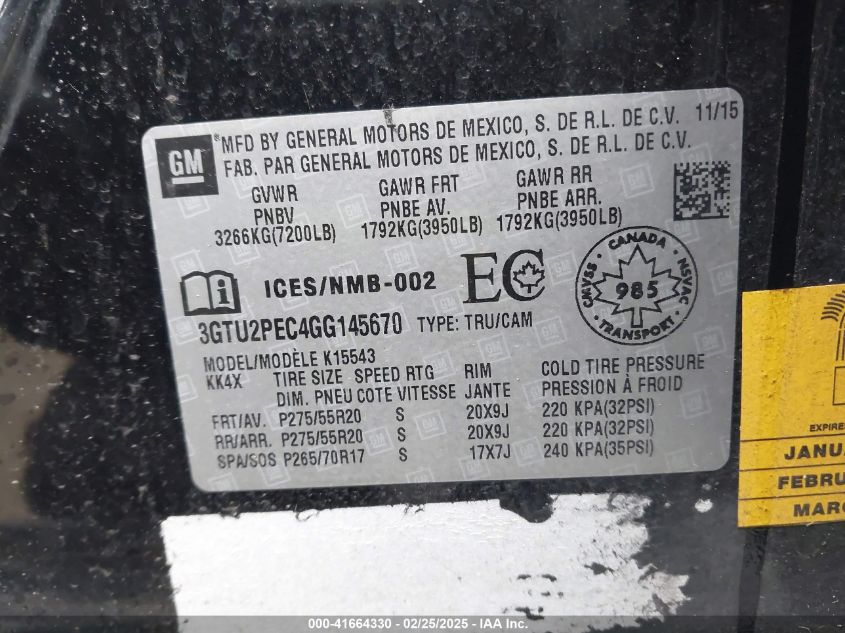 GM
®MFD BY GENERAL MOTORS DE MEXICO, S. DE R.L. DE C.V. 11/15
FAB. PAR GENERAL MOTORS DE MEXICO, S. DE R.L. DE C.V.
GVWR GAWR FRT GAWR RR
PNBV PNBE AV. PNBE ARR.
3266KG(7200LB) 1792KG(3950LB) 1792KG(3950LB)
ICES/NMB-002 EC
CANADA
CMVSS NSVAC
985
TRANSPORT
3GTU2PEC4GG145670 TYPE: TRU/CAM
MODEL/MODÈLE K15543
KK4X TIRE SIZE SPEED RTG RIM COLD TIRE PRESSURE
DIM. PNEU COTE VITESSE JANTE PRESSION À FROID
FRT/AV. P275/55R20 S 20X9J 220 KPA(32PSI)
RR/ARR. P275/55R20 S 20X9J 220 KPA(32PSI)
SPA/SOS P265/70R17 S 17X7J 240 KPA(35PSI)
EXPIRE
JANUA
FEBRU
MARC
000-41664330 - 02/25/2025 - IAA Inc.